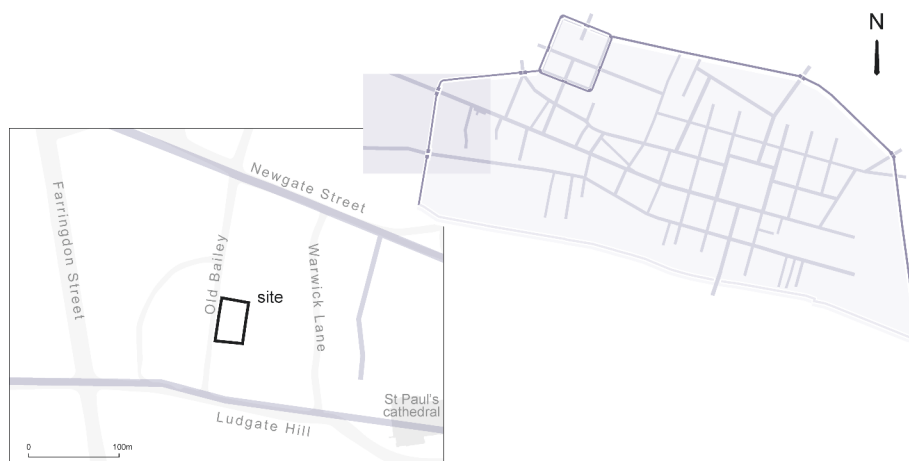 N
Newgate Street
Farringdon Street
Old Bailey
Warwick Lane
site
St Paul's
cathedral
Ludgate Hill
0 100m